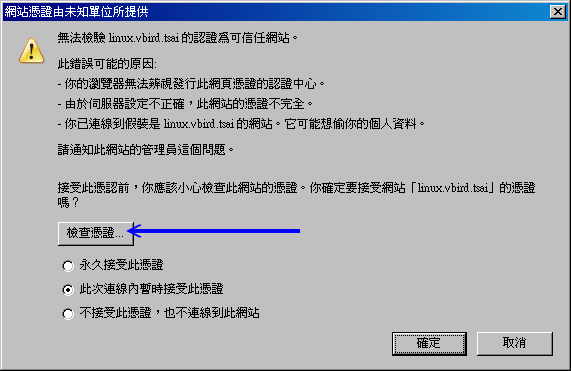 網站憑證由未知單位所提供
無法檢驗 linux.vbird.tsai 的認證為可信任網站。
此錯誤可能的原因:
- 你的瀏覽器無法辨視發行此網頁憑證的認證中心。
- 由於伺服器設定不正確，此網站的憑證不完全。
- 你已連線到假裝是 linux.vbird.tsai 的網站。它可能想偷你的個人資料。
請通知此網站的管理員這個問題。
接受此憑認前，你應該小心檢查此網站的憑證。你確定要接受網站「linux.vbird.tsai」的憑證
嗎？
檢查憑證...
永久接受此憑證
此次連線內暫時接受此憑證
不接受此憑證，也不連線到此網站
確定
取消